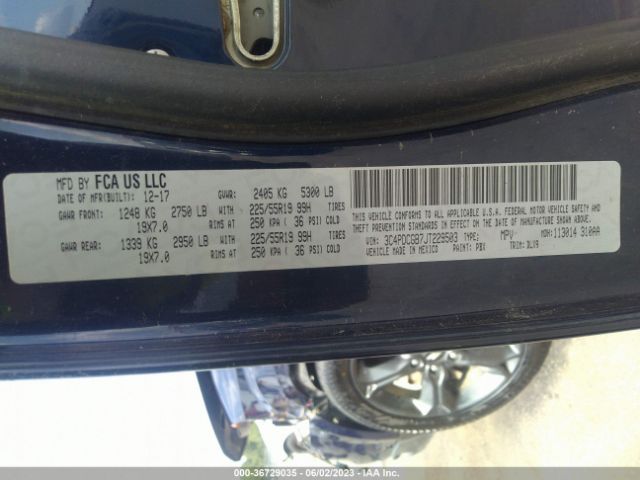 MFD BY FCA US LLC
DATE OF MFR(BUILT): 12-17 GVWR: 2405 KG 5300 LB
GAWR FRONT: 1248 KG 2750 LB WITH 225/55R19 99H TIRES
19X7.0 RIMS AT 250 KPA ( 36 PSI) COLD
GAWR REAR: 1339 KG 2950 LB WITH 225/55R19 99H TIRES
19X7.0 RIMS AT 250 KPA ( 36 PSI) COLD
THIS VEHICLE CONFORMS TO ALL APPLICABLE U.S.A. FEDERAL MOTOR VEHICLE SAFETY AND
THEFT PREVENTION STANDARDS IN EFFECT ON THE DATE OF MANUFACTURE SHOWN ABOVE.
VIN: 3C4PDCGB7JT229503 TYPE: MPV MDH: 113014 310AA
VEHICLE MADE IN MEXICO PAINT: PBX TRIM: DLX9
000-36729035 - 06/02/2023 - IAA Inc.